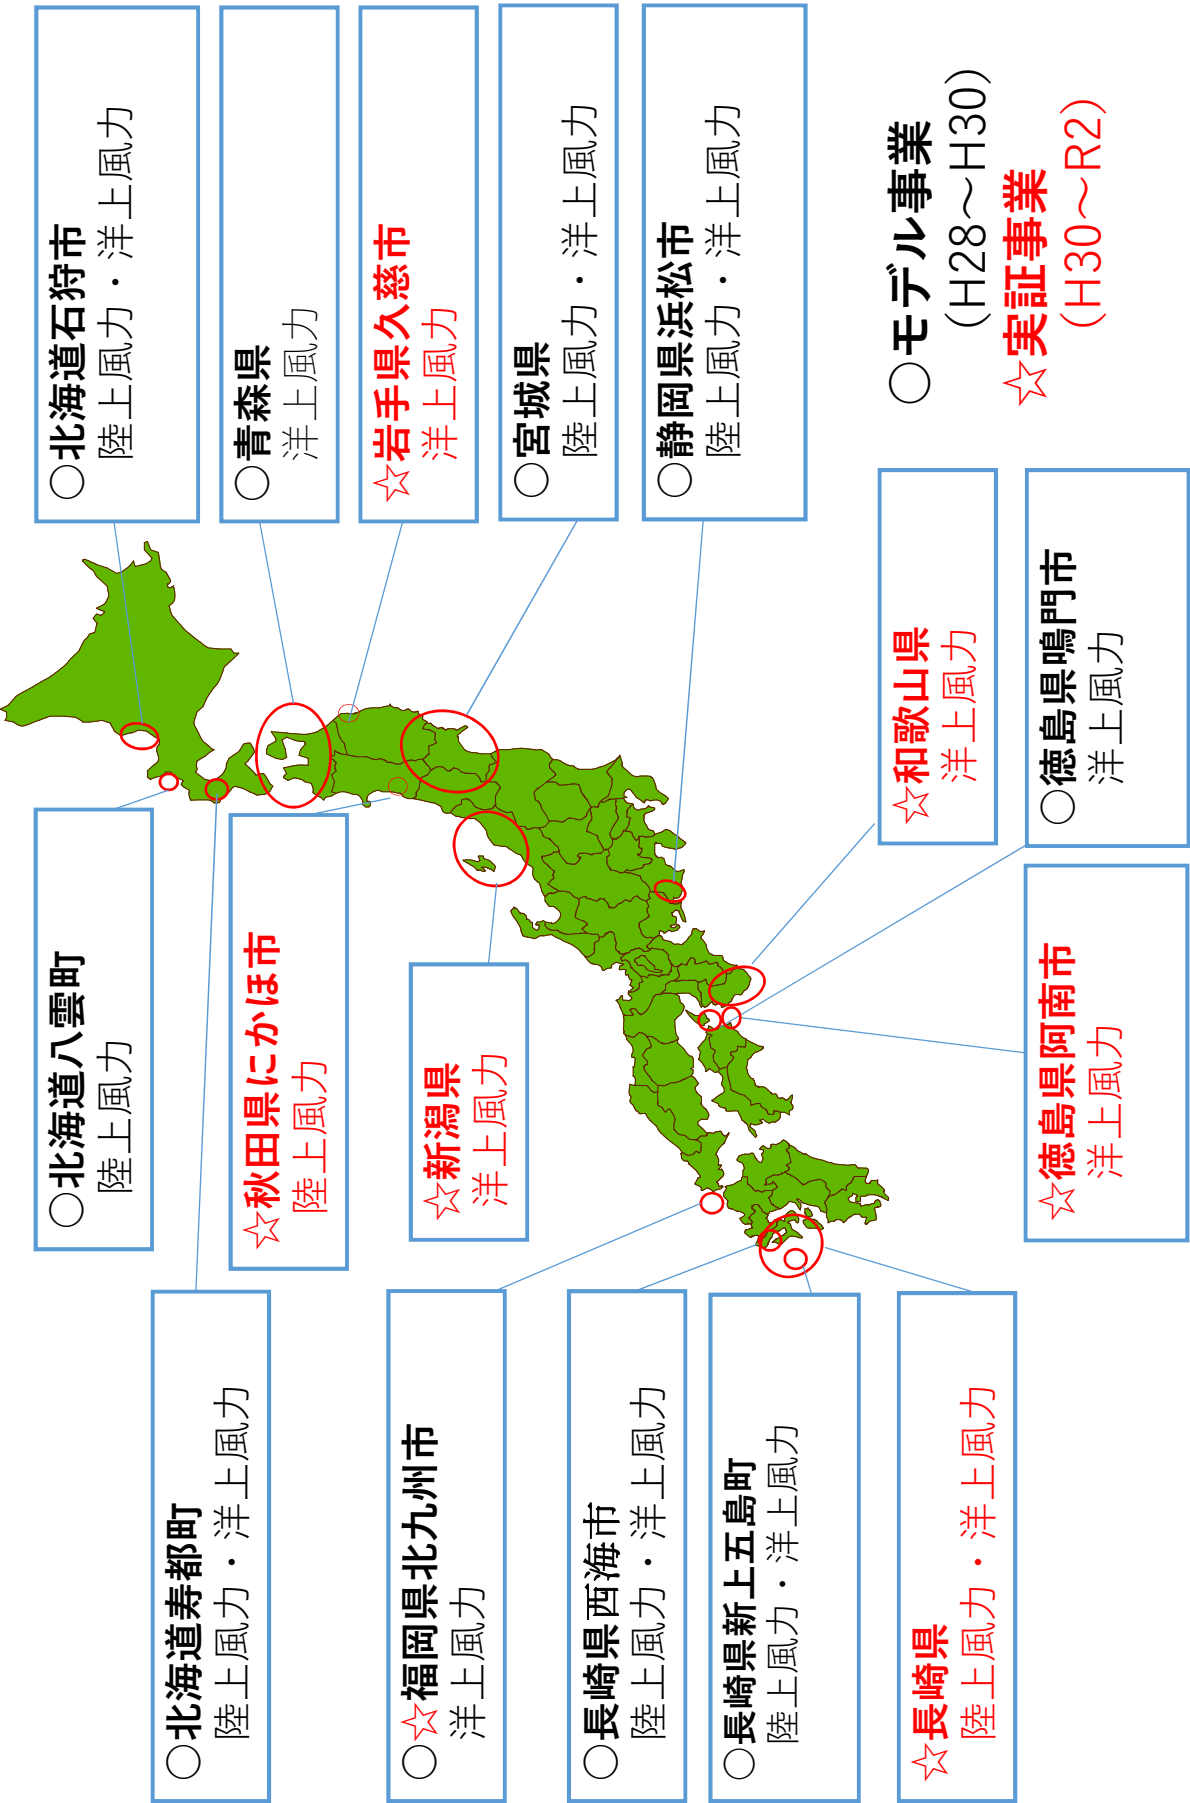 ○北海道石狩市
陸上風力・洋上風力
○青森県
洋上風力
☆岩手県久慈市
洋上風力
○宮城県
陸上風力・洋上風力
○静岡県浜松市
陸上風力・洋上風力
○モデル事業
(H28～H30)
☆実証事業
(H30～R2)
☆和歌山県
洋上風力
○徳島県鳴門市
洋上風力
☆徳島県阿南市
洋上風力
○北海道八雲町
陸上風力
☆秋田県にかほ市
陸上風力
☆新潟県
洋上風力
○北海道寿都町
陸上風力・洋上風力
○☆福岡県北九州市
洋上風力
○長崎県西海市
陸上風力・洋上風力
○長崎県新上五島町
陸上風力・洋上風力
☆長崎県
陸上風力・洋上風力